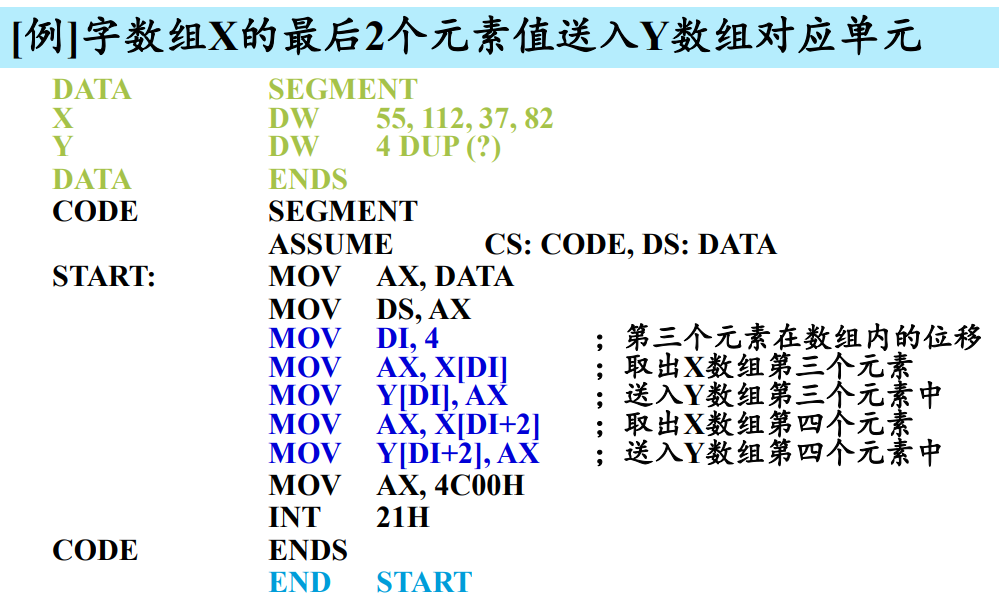 [例]字数组X的最后2个元素值送入Y数组对应单元
DATA SEGMENT
X DW 55, 112, 37, 82
Y DW 4 DUP (?)
DATA ENDS
CODE SEGMENT
ASSUME CS: CODE, DS: DATA
START: MOV AX, DATA
MOV DS, AX
MOV DI, 4 ；第三个元素在数组内的位移
MOV AX, X[DI] ；取出X数组第三个元素
MOV Y[DI], AX ；送入Y数组第三个元素中
MOV AX, X[DI+2] ；取出X数组第四个元素
MOV Y[DI+2], AX ；送入Y数组第四个元素中
MOV AX, 4C00H
INT 21H
CODE ENDS
END START